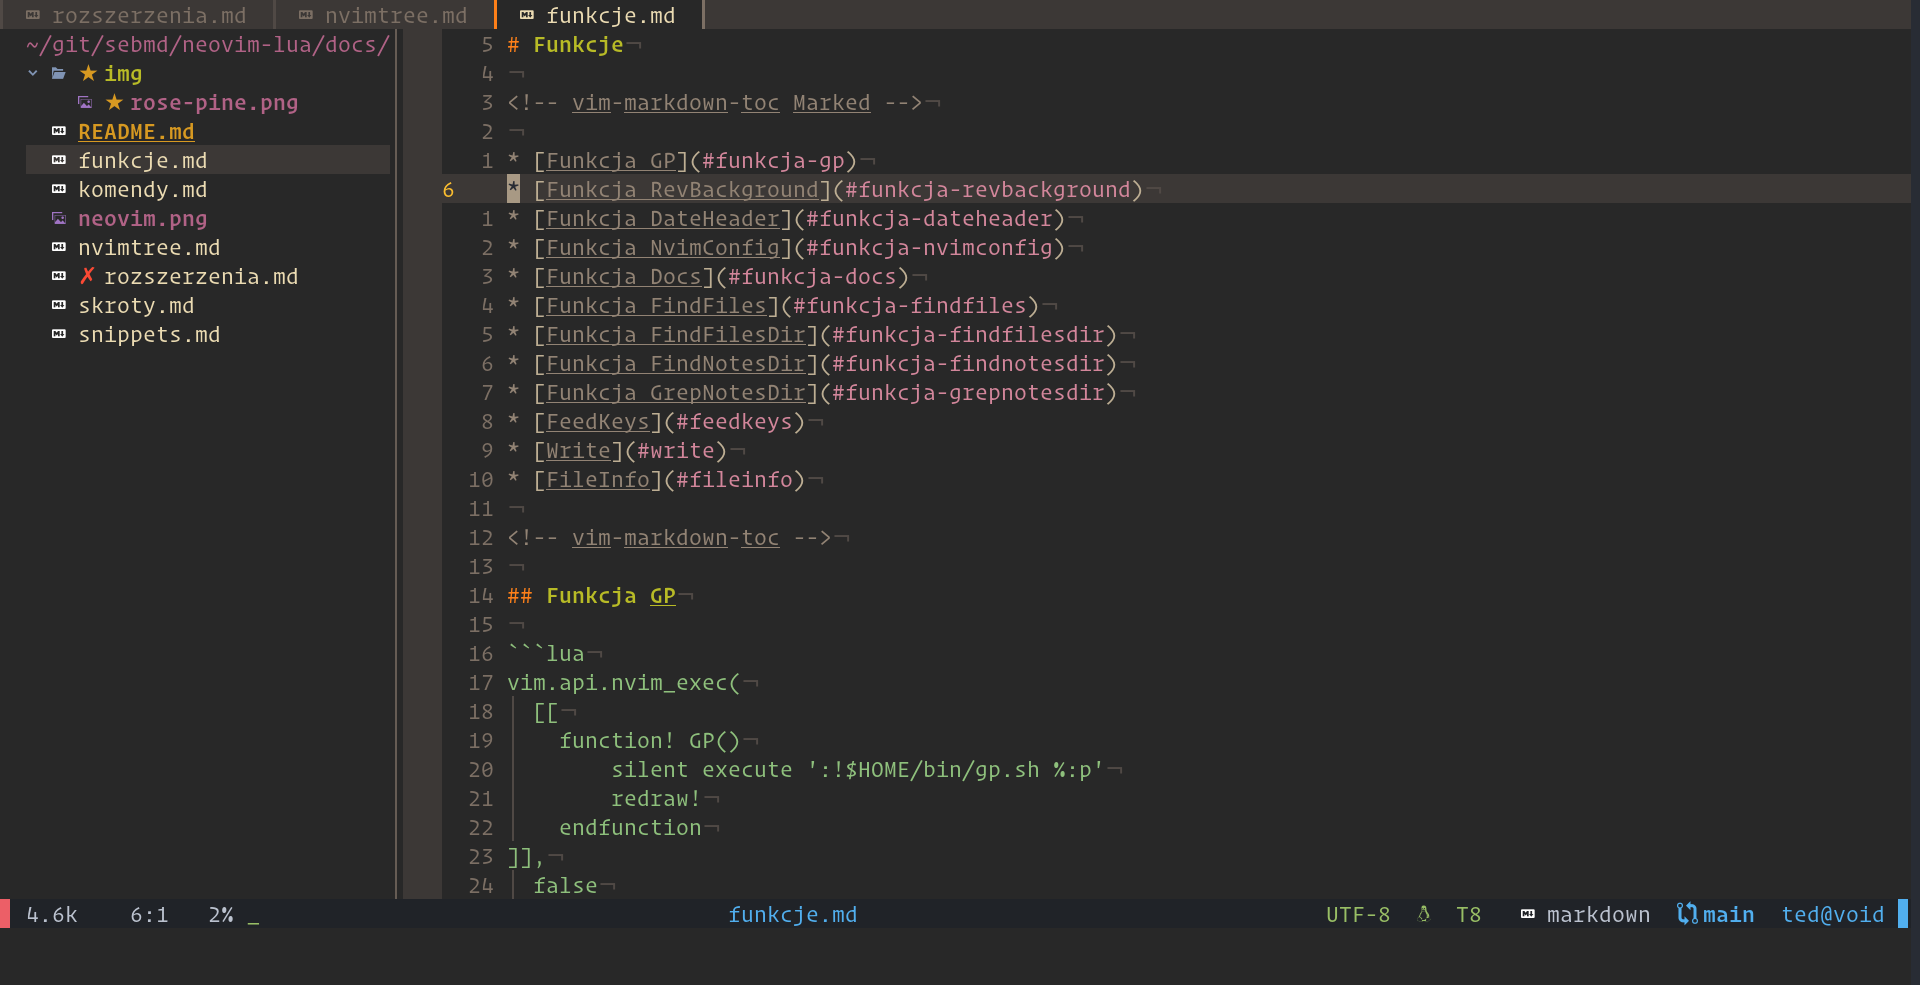 rozszerzenia.md nvimtree.md funkcje.md
~/git/sebmd/neovim-lua/docs/
img
rose-pine.png
README.md
funkcje.md
komendy.md
neovim.png
nvimtree.md
✗ rozszerzenia.md
skroty.md
snippets.md
5 # Funkcje¬
4 ¬
3 <!-- vim-markdown-toc Marked -->¬
2 ¬
1 * [Funkcja GP](#funkcja-gp)¬
6 * [Funkcja RevBackground](#funkcja-revbackground)¬
1 * [Funkcja DateHeader](#funkcja-dateheader)¬
2 * [Funkcja NvimConfig](#funkcja-nvimconfig)¬
3 * [Funkcja Docs](#funkcja-docs)¬
4 * [Funkcja FindFiles](#funkcja-findfiles)¬
5 * [Funkcja FindFilesDir](#funkcja-findfilesdir)¬
6 * [Funkcja FindNotesDir](#funkcja-findnotesdir)¬
7 * [Funkcja GrepNotesDir](#funkcja-grepnotesdir)¬
8 * [FeedKeys](#feedkeys)¬
9 * [Write](#write)¬
10 * [FileInfo](#fileinfo)¬
11 ¬
12 <!-- vim-markdown-toc -->¬
13 ¬
14 ## Funkcja GP¬
15 ¬
16 ```lua¬
17 vim.api.nvim_exec(¬
18   [[¬
19     function! GP()¬
20         silent execute ':!$HOME/bin/gp.sh %:p'¬
21         redraw!¬
22     endfunction¬
23 ]],¬
24   false¬
4.6k 6:1 2% _ funkcje.md UTF-8 T8 markdown main ted@void